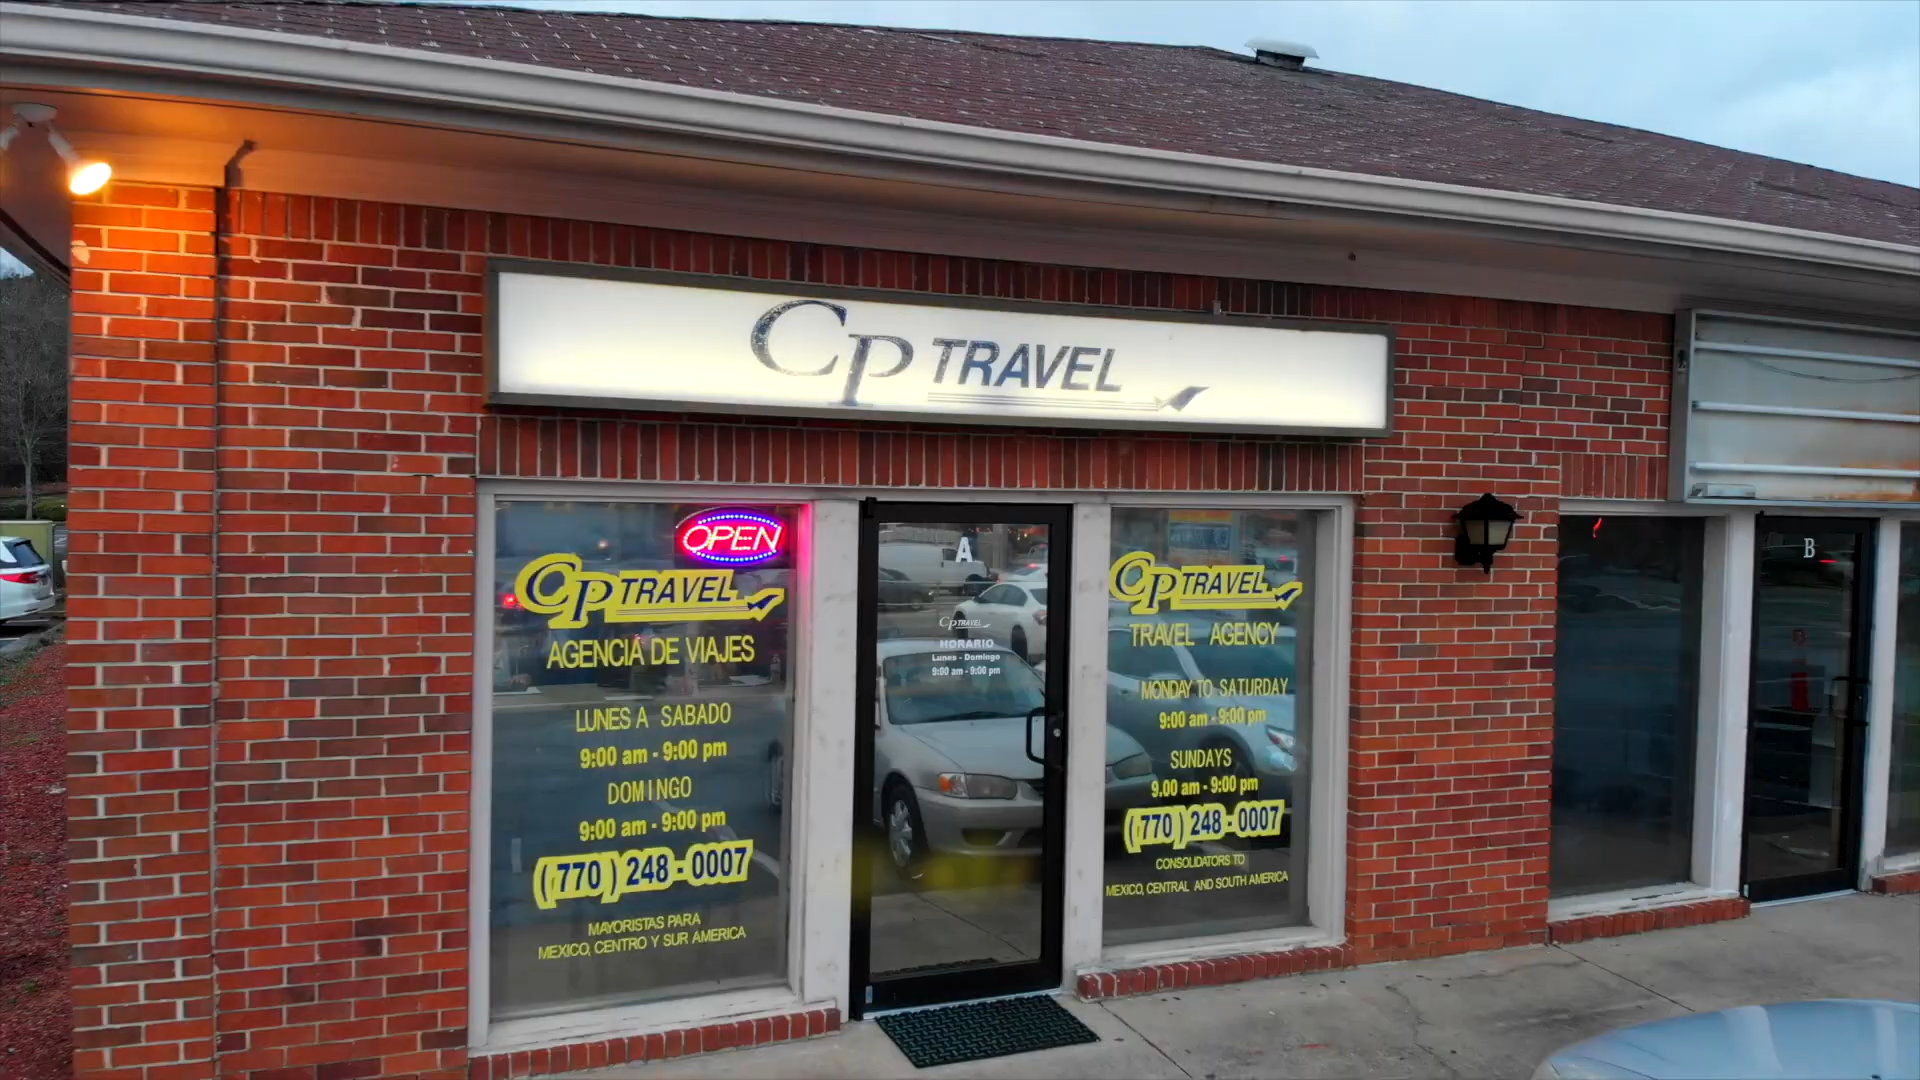 CP TRAVEL
OPEN
CP TRAVEL
AGENCIA DE VIAJES
LUNES A SABADO
9:00 am - 9:00 pm
DOMINGO
9:00 am - 9:00 pm
(770) 248-0007
MAYORISTAS PARA
MEXICO, CENTRO Y SUR AMERICA
A
CP TRAVEL
HORARIO
Lunes - Domingo
9:00 am - 9:00 pm
CP TRAVEL
TRAVEL AGENCY
MONDAY TO SATURDAY
9:00 am - 9:00 pm
SUNDAYS
9.00 am - 9:00 pm
(770) 248-0007
CONSOLIDATORS TO
MEXICO, CENTRAL AND SOUTH AMERICA
B